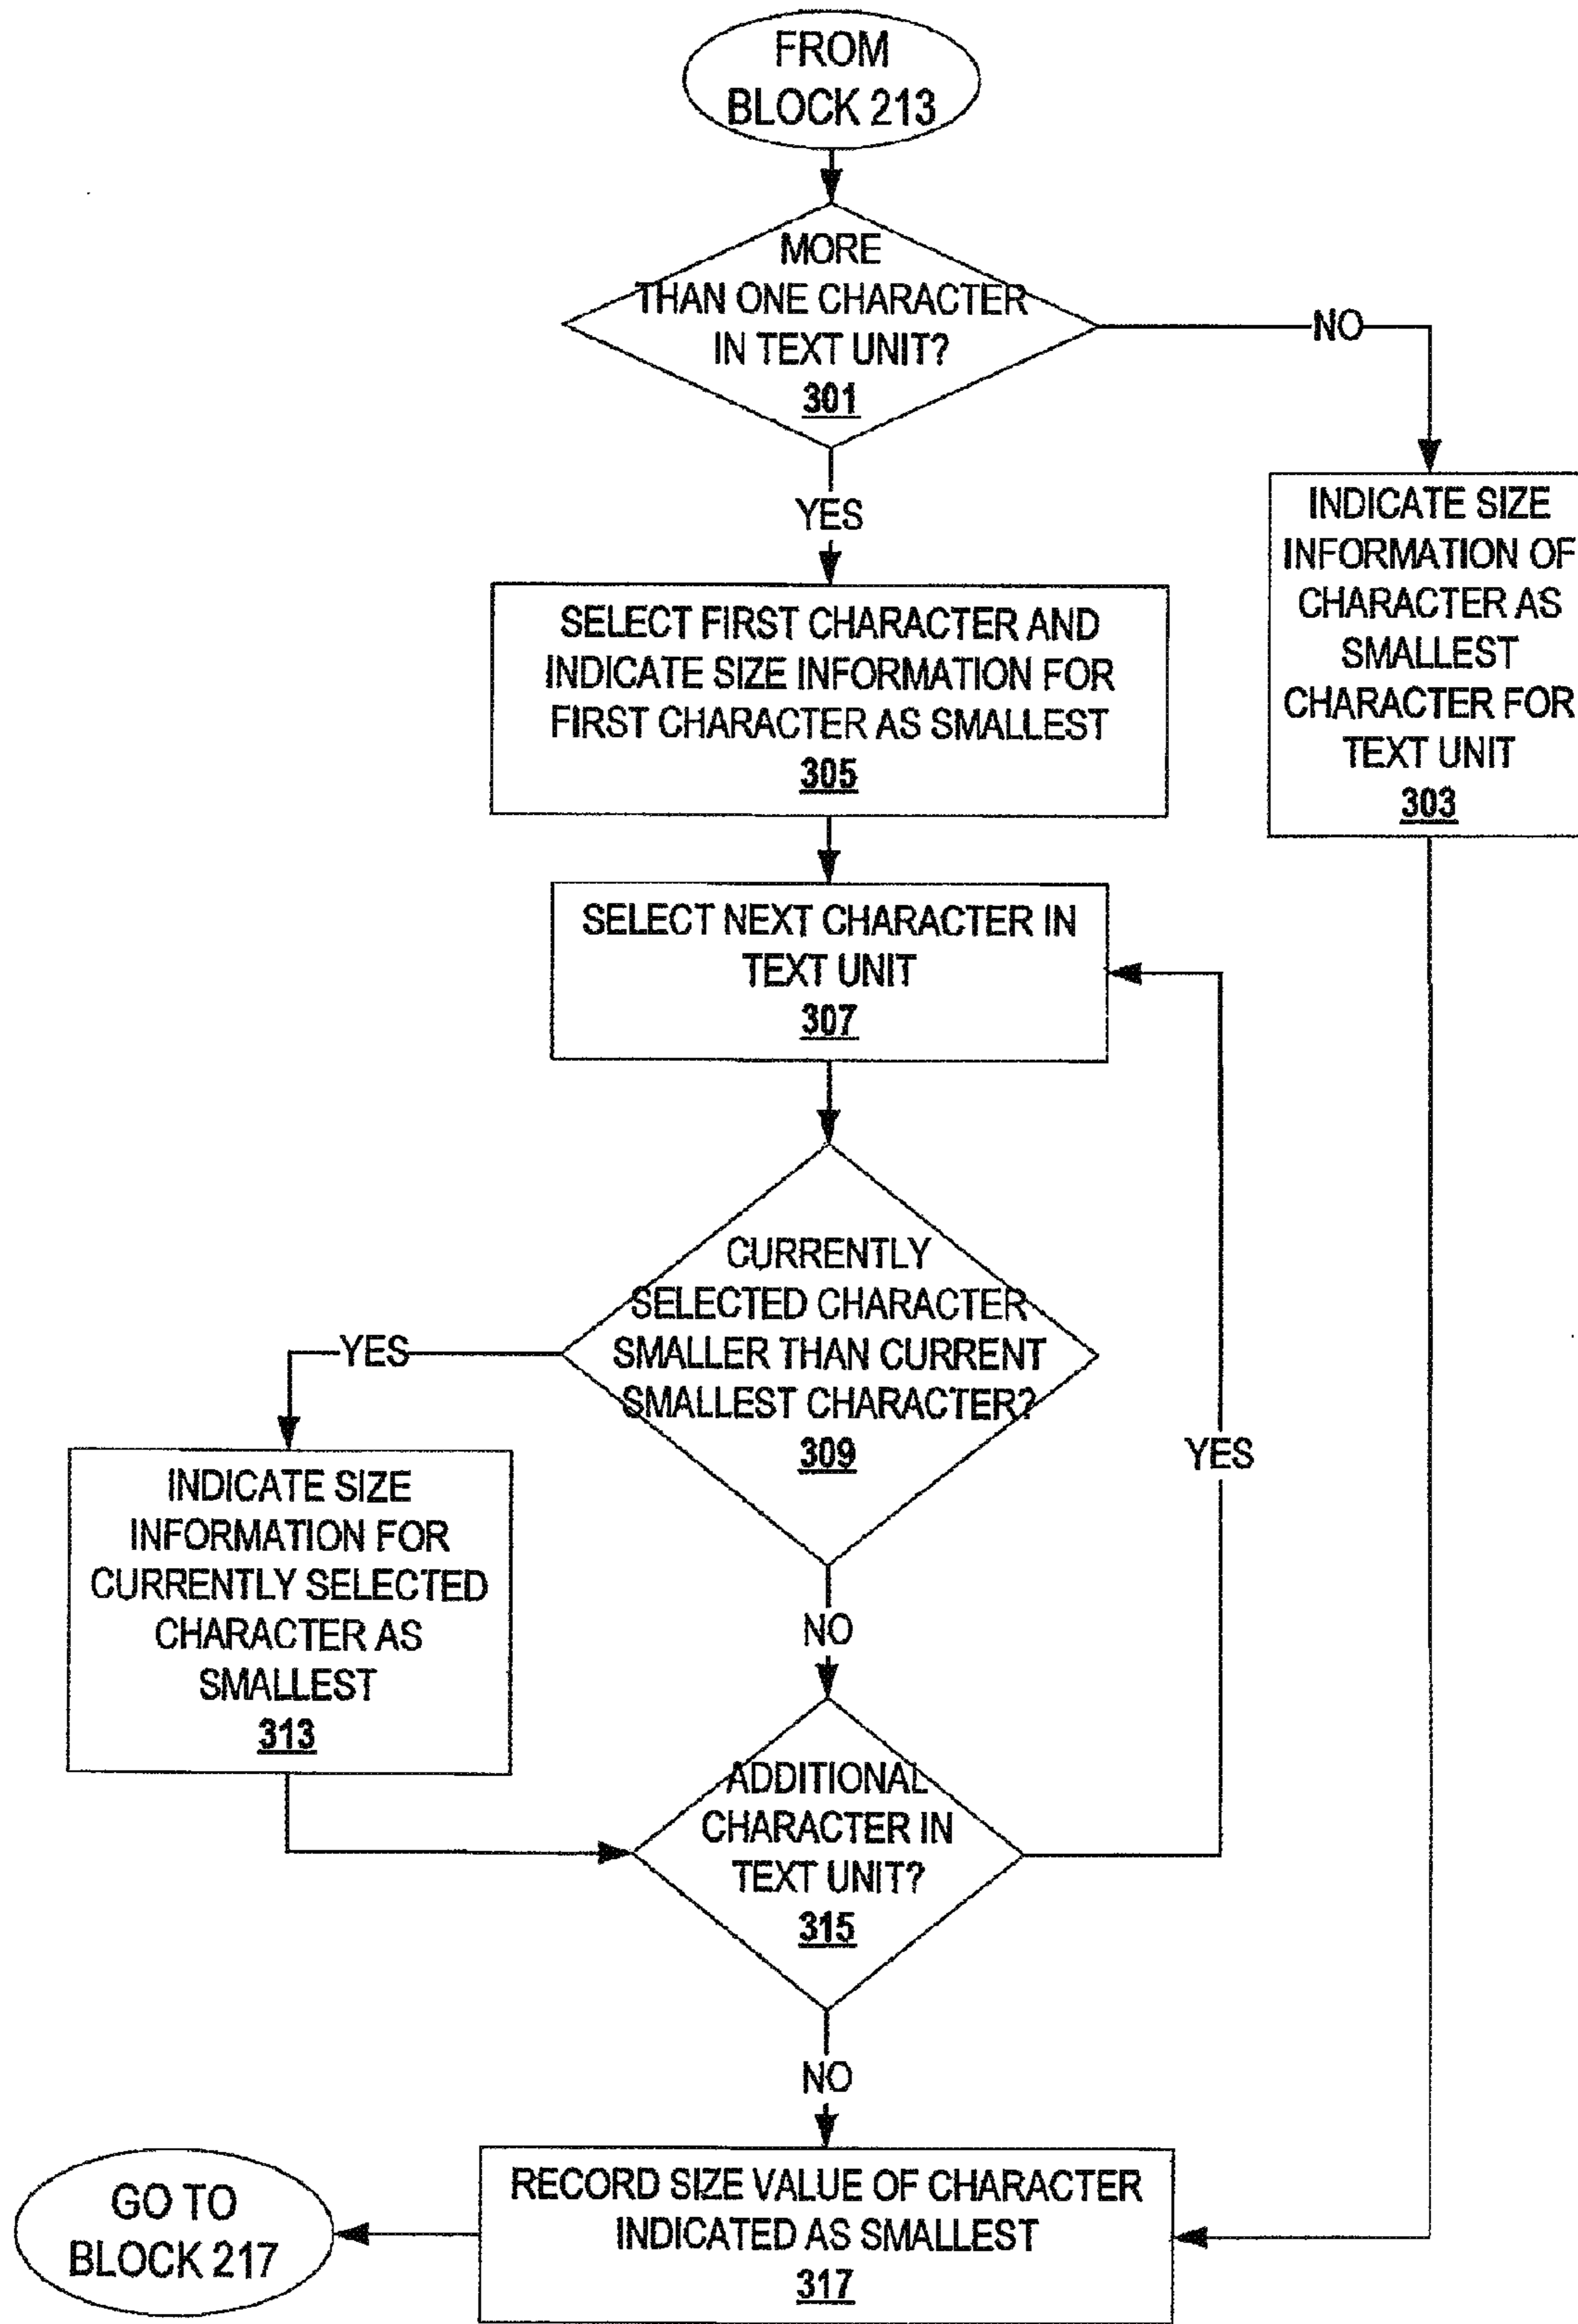 FROM
BLOCK 213
MORE
THAN ONE CHARACTER
IN TEXT UNIT?
301
NO
YES
INDICATE SIZE
INFORMATION OF
CHARACTER AS
SMALLEST
CHARACTER FOR
TEXT UNIT
303
SELECT FIRST CHARACTER AND
INDICATE SIZE INFORMATION FOR
FIRST CHARACTER AS SMALLEST
305
SELECT NEXT CHARACTER IN
TEXT UNIT
307
CURRENTLY
SELECTED CHARACTER
SMALLER THAN CURRENT
SMALLEST CHARACTER?
309
YES
YES
INDICATE SIZE
INFORMATION FOR
CURRENTLY SELECTED
CHARACTER AS
SMALLEST
313
NO
ADDITIONAL
CHARACTER IN
TEXT UNIT?
315
NO
RECORD SIZE VALUE OF CHARACTER
INDICATED AS SMALLEST
317
GO TO
BLOCK 217